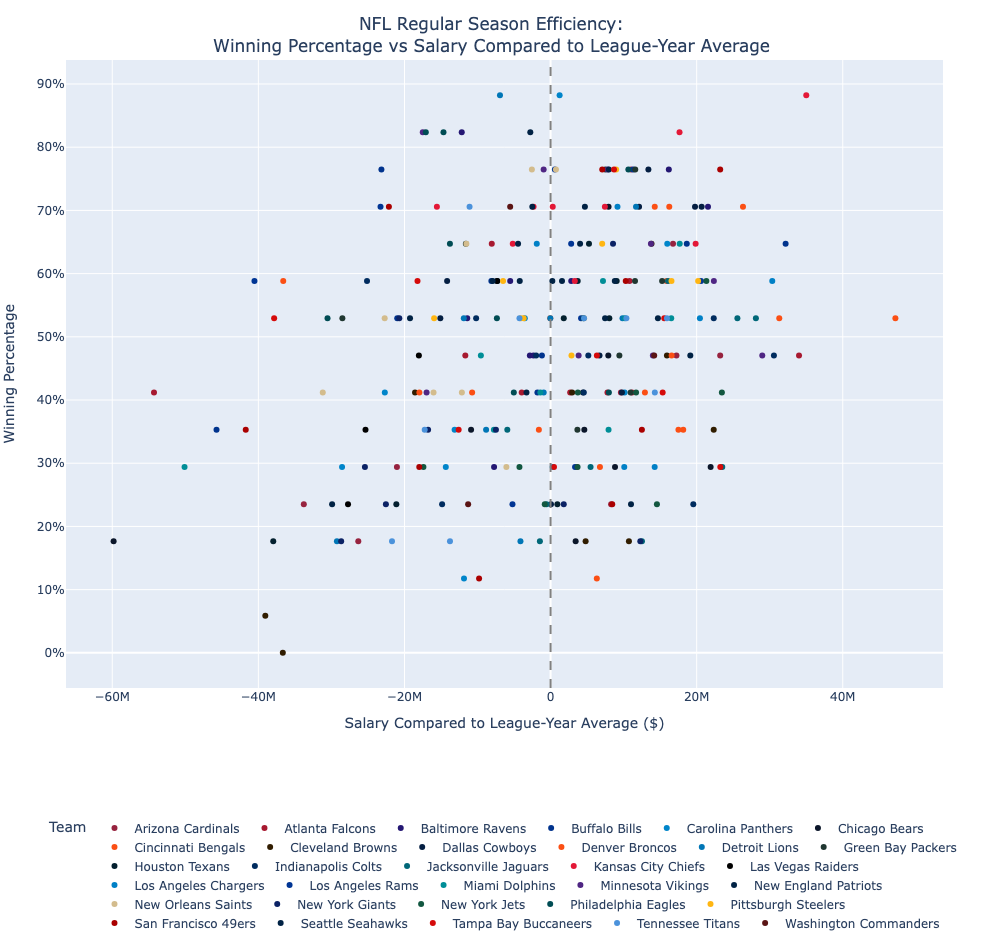 NFL Regular Season Efficiency:
Winning Percentage vs Salary Compared to League-Year Average
90%
80%
70%
60%
50%
40%
30%
20%
10%
0%
Winning Percentage
−60M −40M −20M 0 20M 40M
Salary Compared to League-Year Average ($)
Team Arizona Cardinals Atlanta Falcons Baltimore Ravens Buffalo Bills Carolina Panthers Chicago Bears
Cincinnati Bengals Cleveland Browns Dallas Cowboys Denver Broncos Detroit Lions Green Bay Packers
Houston Texans Indianapolis Colts Jacksonville Jaguars Kansas City Chiefs Las Vegas Raiders
Los Angeles Chargers Los Angeles Rams Miami Dolphins Minnesota Vikings New England Patriots
New Orleans Saints New York Giants New York Jets Philadelphia Eagles Pittsburgh Steelers
San Francisco 49ers Seattle Seahawks Tampa Bay Buccaneers Tennessee Titans Washington Commanders